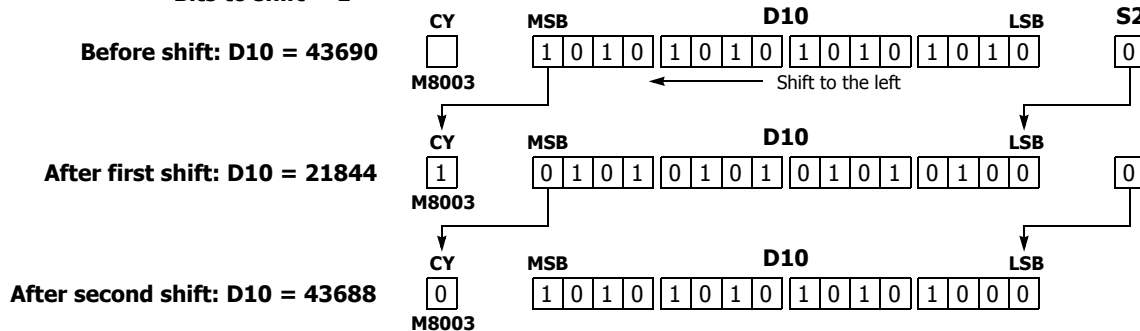 CY MSB D10 LSB S2
Before shift: D10 = 43690 1 0 1 0 1 0 1 0 1 0 1 0 1 0 1 0 0
M8003 Shift to the left
CY MSB D10 LSB
After first shift: D10 = 21844 1 0 1 0 1 0 1 0 1 0 1 0 1 0 1 0 0 0
M8003
CY MSB D10 LSB
After second shift: D10 = 43688 0 1 0 1 0 1 0 1 0 1 0 1 0 1 0 0 0
M8003